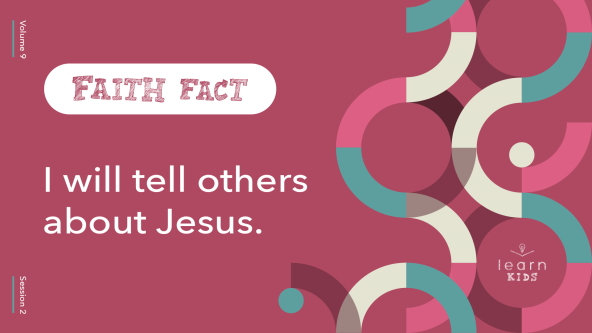 Volume 9
FAITH FACT
I will tell others
about Jesus.
learn
KIDS
Session 2